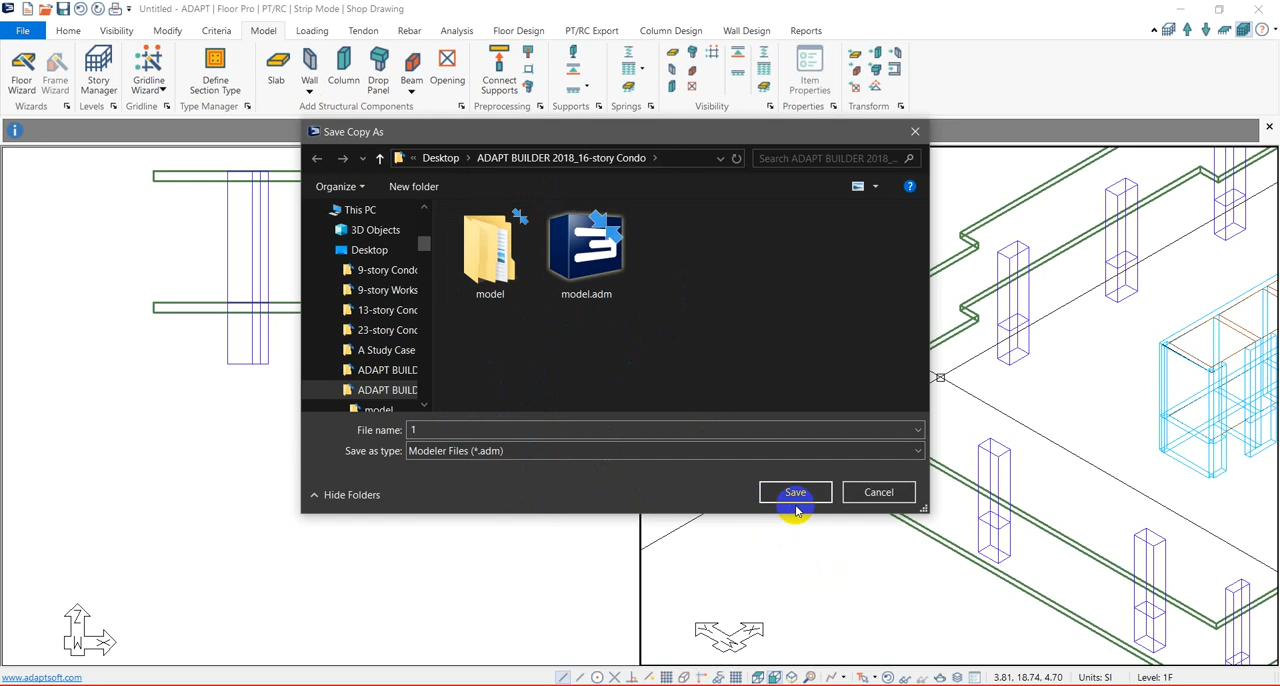 Untitled - ADAPT | Floor Pro | PT/RC | Strip Mode | Shop Drawing
File Home Visibility Modify Criteria Model Loading Tendon Rebar Analysis Floor Design PT/RC Export Column Design Wall Design Reports
Floor Wizard
Frame Wizard
Story Manager
Gridline Wizard
Define Section Type
Slab
Wall
Column
Drop Panel
Beam
Opening
Connect Supports
Item Properties
Wizards Levels Gridline Type Manager Add Structural Components Preprocessing Supports Springs Visibility Properties Transform
Save Copy As
« Desktop > ADAPT BUILDER 2018_16-story Condo >
Search ADAPT BUILDER 2018_...
Organize New folder
This PC
3D Objects
Desktop
9-story Condo
9-story Works
13-story Conc
23-story Conc
A Study Case
ADAPT BUILD
ADAPT BUILD
model
model
model.adm
File name: 1
Save as type: Modeler Files (*.adm)
Hide Folders
Save
Cancel
Z
W X
www.adaptsoft.com
3.81, 18.74, 4.70 Units: SI Level: 1F